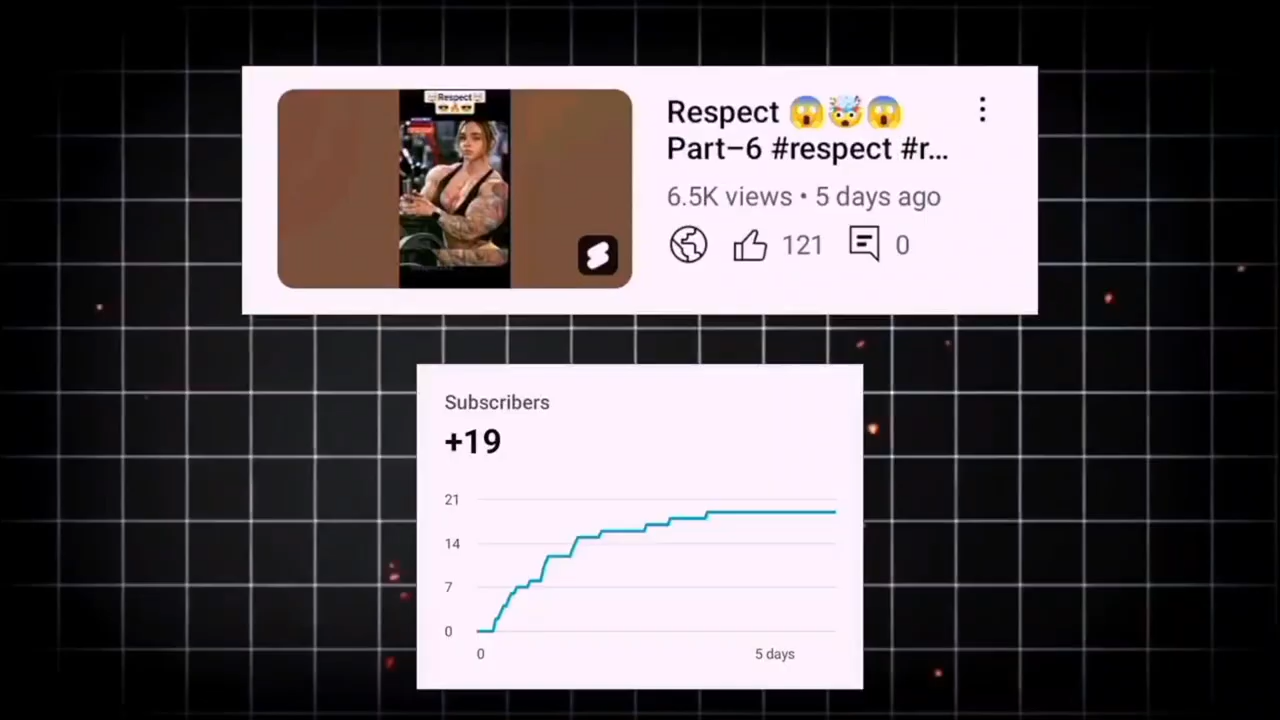 Respect
Respect 😱🤯😱
Part-6 #respect #r...
6.5K views • 5 days ago
121
0
Subscribers
+19
21
14
7
0
0
5 days